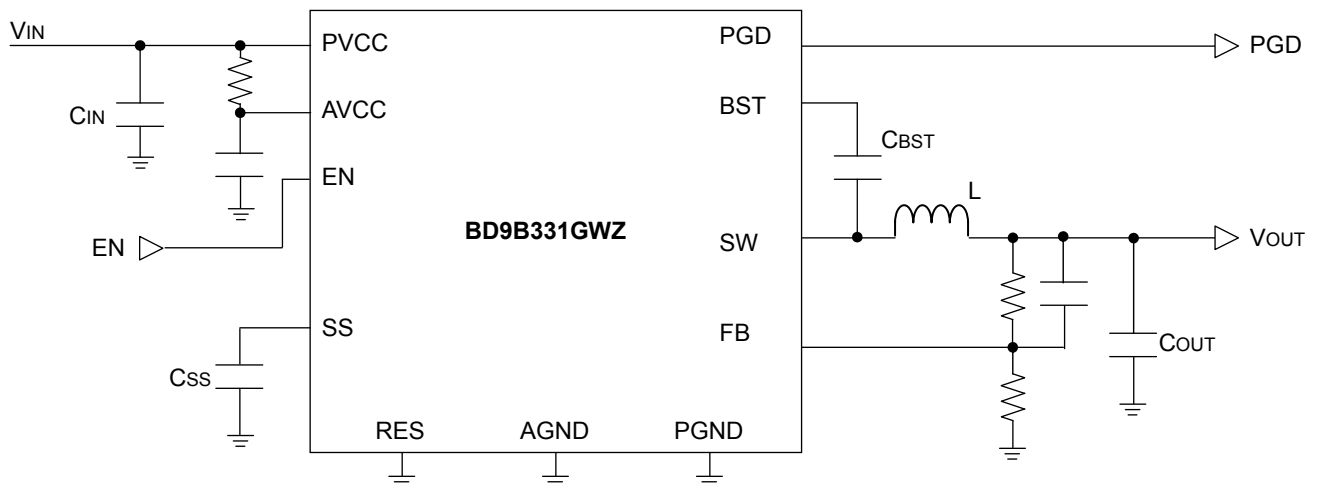 VIN
PVCC
PGD
PGD
CIN
AVCC
BST
CBST
EN
L
BD9B331GWZ
SW
VOUT
EN
SS
FB
COUT
CSS
RES
AGND
PGND